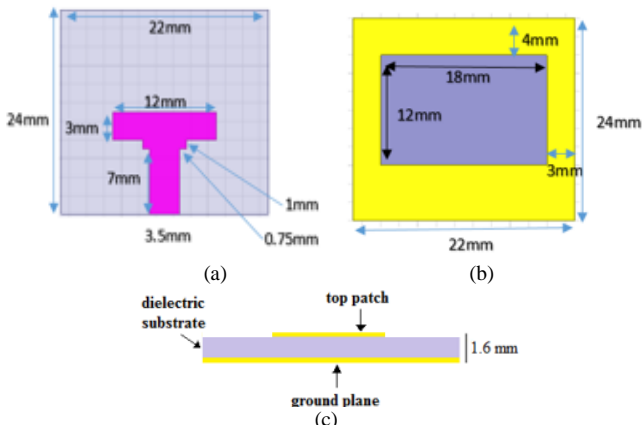 22mm
12mm
24mm
3mm
7mm
1mm
0.75mm
3.5mm
(a)
4mm
18mm
12mm
24mm
3mm
22mm
(b)
top patch
dielectric
substrate
1.6 mm
ground plane
(c)